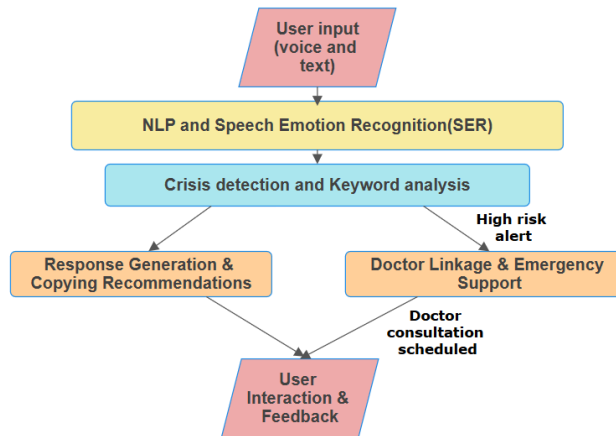 User input
(voice and
text)
NLP and Speech Emotion Recognition(SER)
Crisis detection and Keyword analysis
High risk
alert
Response Generation &
Copying Recommendations
Doctor Linkage & Emergency
Support
Doctor
consultation
scheduled
User
Interaction &
Feedback